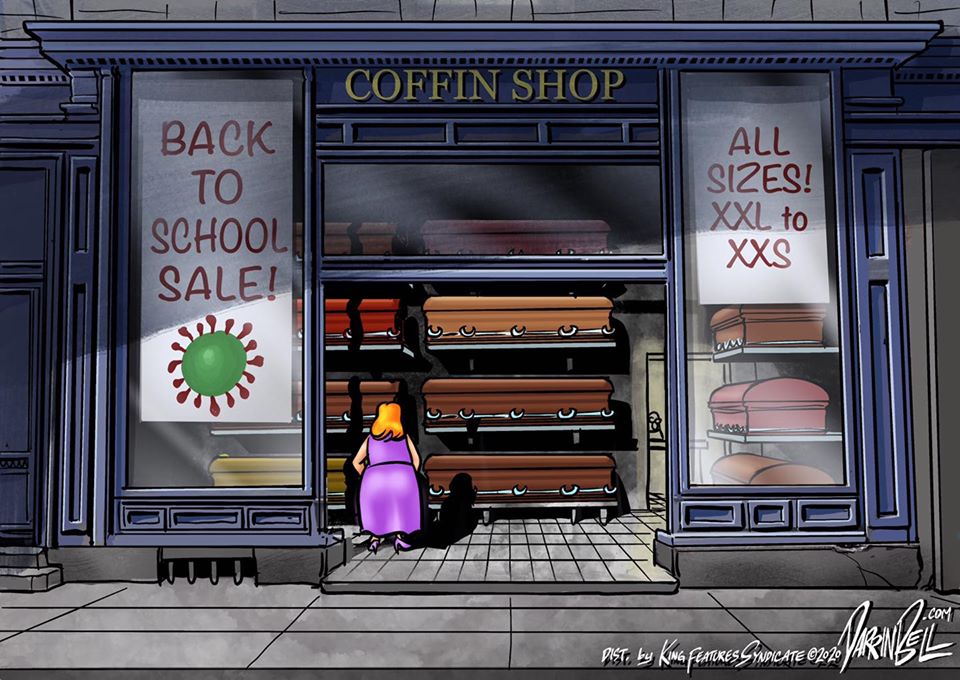 COFFIN SHOP
BACK
TO
SCHOOL
SALE!
ALL
SIZES!
XXL to
XXS
DIST. by KING FEATURES SYNDICATE ©2020
DARRINBELL
.COM